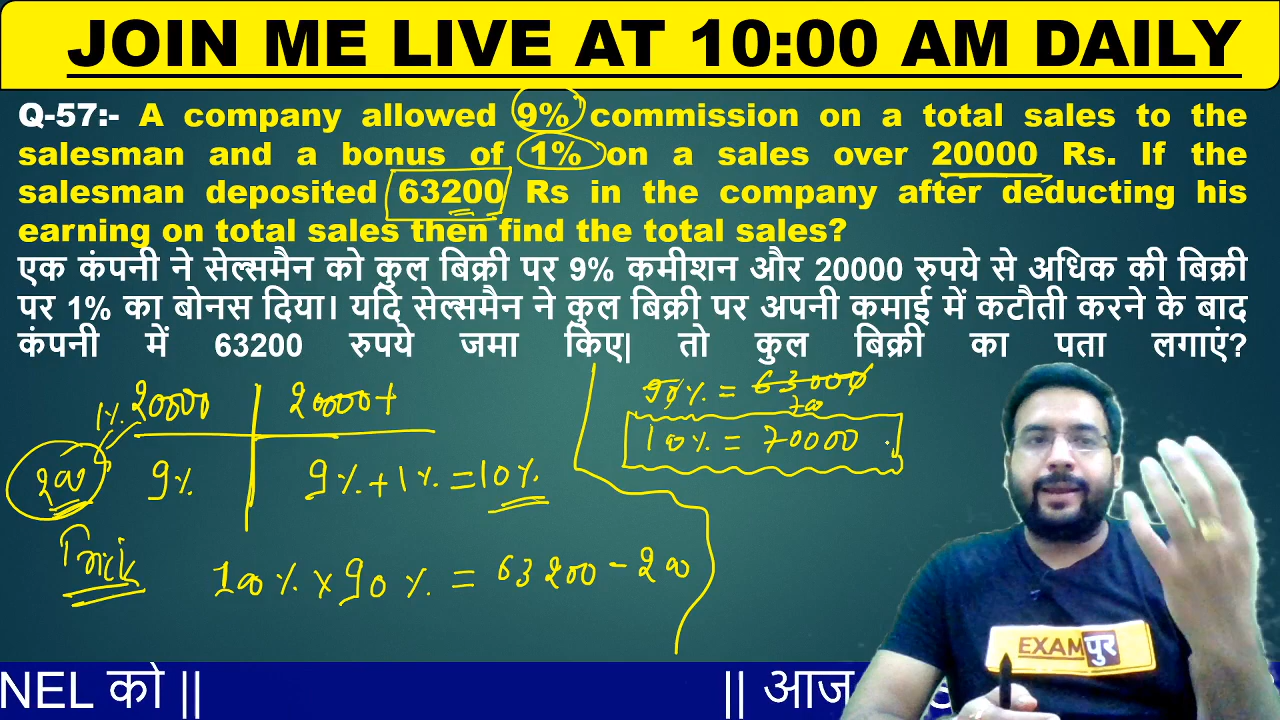 JOIN ME LIVE AT 10:00 AM DAILY
Q-57:- A company allowed 9% commission on a total sales to the
salesman and a bonus of 1% on a sales over 20000 Rs. If the
salesman deposited 63200 Rs in the company after deducting his
earning on total sales then find the total sales?
एक कंपनी ने सेल्समैन को कुल बिक्री पर 9% कमीशन और 20000 रुपये से अधिक की बिक्री
पर 1% का बोनस दिया। यदि सेल्समैन ने कुल बिक्री पर अपनी कमाई में कटौती करने के बाद
कंपनी में 63200 रुपये जमा किए| तो कुल बिक्री का पता लगाएं?
1% 20000 20000+
200 9% 9%+1%=10%
Trick
100% x 90% = 63200-200
90% = 63000
700
100% = 70000
EXAMपुर
NEL को || || आज